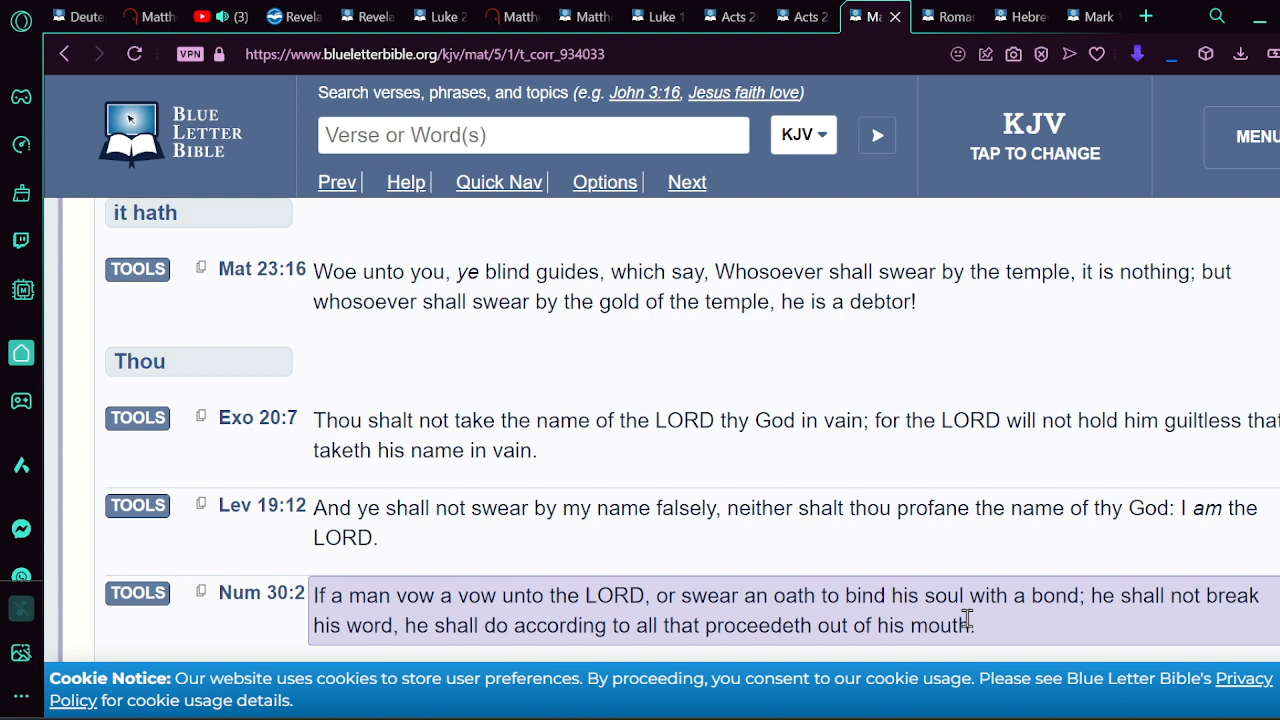 Deute
Matth
(3)
Revela
Revela
Luke 2
Matth
Matth
Luke 1
Acts 2
Acts 2
Ma
Roma
Hebre
Mark 1
VPN
https://www.blueletterbible.org/kjv/mat/5/1/t_corr_934033
BLUE
LETTER
BIBLE
Search verses, phrases, and topics (e.g. John 3:16, Jesus faith love)
Verse or Word(s)
KJV
KJV
TAP TO CHANGE
MENU
Prev Help Quick Nav Options Next
it hath
TOOLS Mat 23:16 Woe unto you, ye blind guides, which say, Whosoever shall swear by the temple, it is nothing; but
whosoever shall swear by the gold of the temple, he is a debtor!
Thou
TOOLS Exo 20:7 Thou shalt not take the name of the LORD thy God in vain; for the LORD will not hold him guiltless that
taketh his name in vain.
TOOLS Lev 19:12 And ye shall not swear by my name falsely, neither shalt thou profane the name of thy God: I am the
LORD.
TOOLS Num 30:2 If a man vow a vow unto the LORD, or swear an oath to bind his soul with a bond; he shall not break
his word, he shall do according to all that proceedeth out of his mouth.
Cookie Notice: Our website uses cookies to store user preferences. By proceeding, you consent to our cookie usage. Please see Blue Letter Bible's Privacy
Policy for cookie usage details.